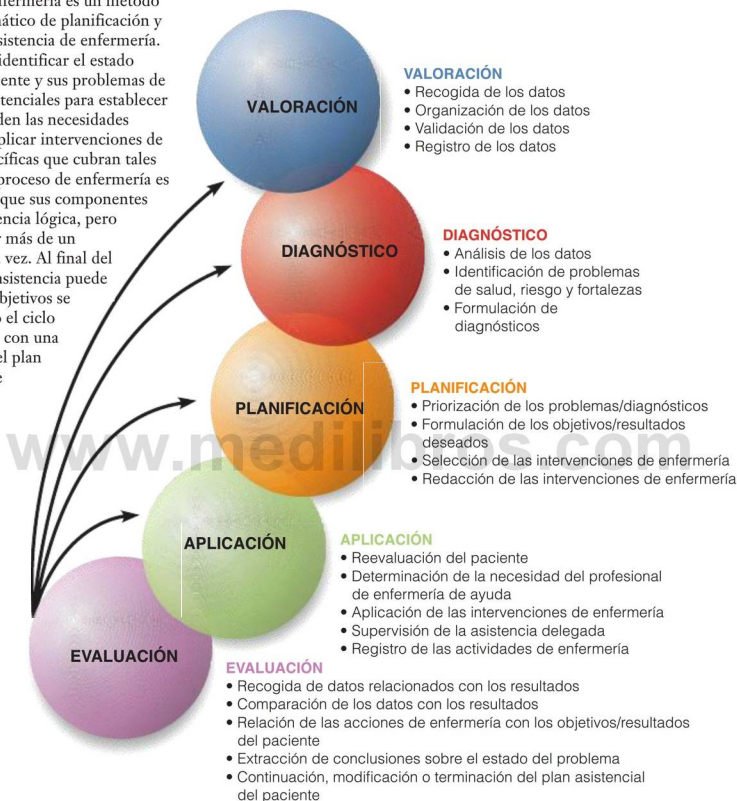 nfermería es un método
ático de planificación y
sistencia de enfermería.
identificar el estado
ente y sus problemas de
tenciales para establecer
den las necesidades
plicar intervenciones de
cíficas que cubran tales
proceso de enfermería es
que sus componentes
encia lógica, pero
r más de un
vez. Al final del
asistencia puede
bjetivos se
o el ciclo
con una
el plan
e
VALORACIÓN
VALORACIÓN
• Recogida de los datos
• Organización de los datos
• Validación de los datos
• Registro de los datos
DIAGNÓSTICO
DIAGNÓSTICO
• Análisis de los datos
• Identificación de problemas
de salud, riesgo y fortalezas
• Formulación de
diagnósticos
PLANIFICACIÓN
PLANIFICACIÓN
• Priorización de los problemas/diagnósticos
• Formulación de los objetivos/resultados
deseados
• Selección de las intervenciones de enfermería
• Redacción de las intervenciones de enfermería
www.medilibros.com
APLICACIÓN
APLICACIÓN
• Reevaluación del paciente
• Determinación de la necesidad del profesional
de enfermería de ayuda
• Aplicación de las intervenciones de enfermería
• Supervisión de la asistencia delegada
• Registro de las actividades de enfermería
EVALUACIÓN
EVALUACIÓN
• Recogida de datos relacionados con los resultados
• Comparación de los datos con los resultados
• Relación de las acciones de enfermería con los objetivos/resultados
del paciente
• Extracción de conclusiones sobre el estado del problema
• Continuación, modificación o terminación del plan asistencial
del paciente